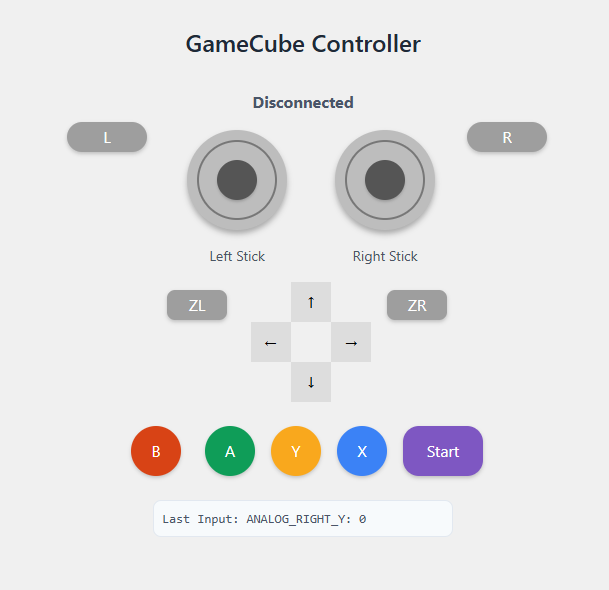 GameCube Controller
Disconnected
L
R
Left Stick
Right Stick
ZL
↑
ZR
← →
↓
B A Y X Start
Last Input: ANALOG_RIGHT_Y: 0